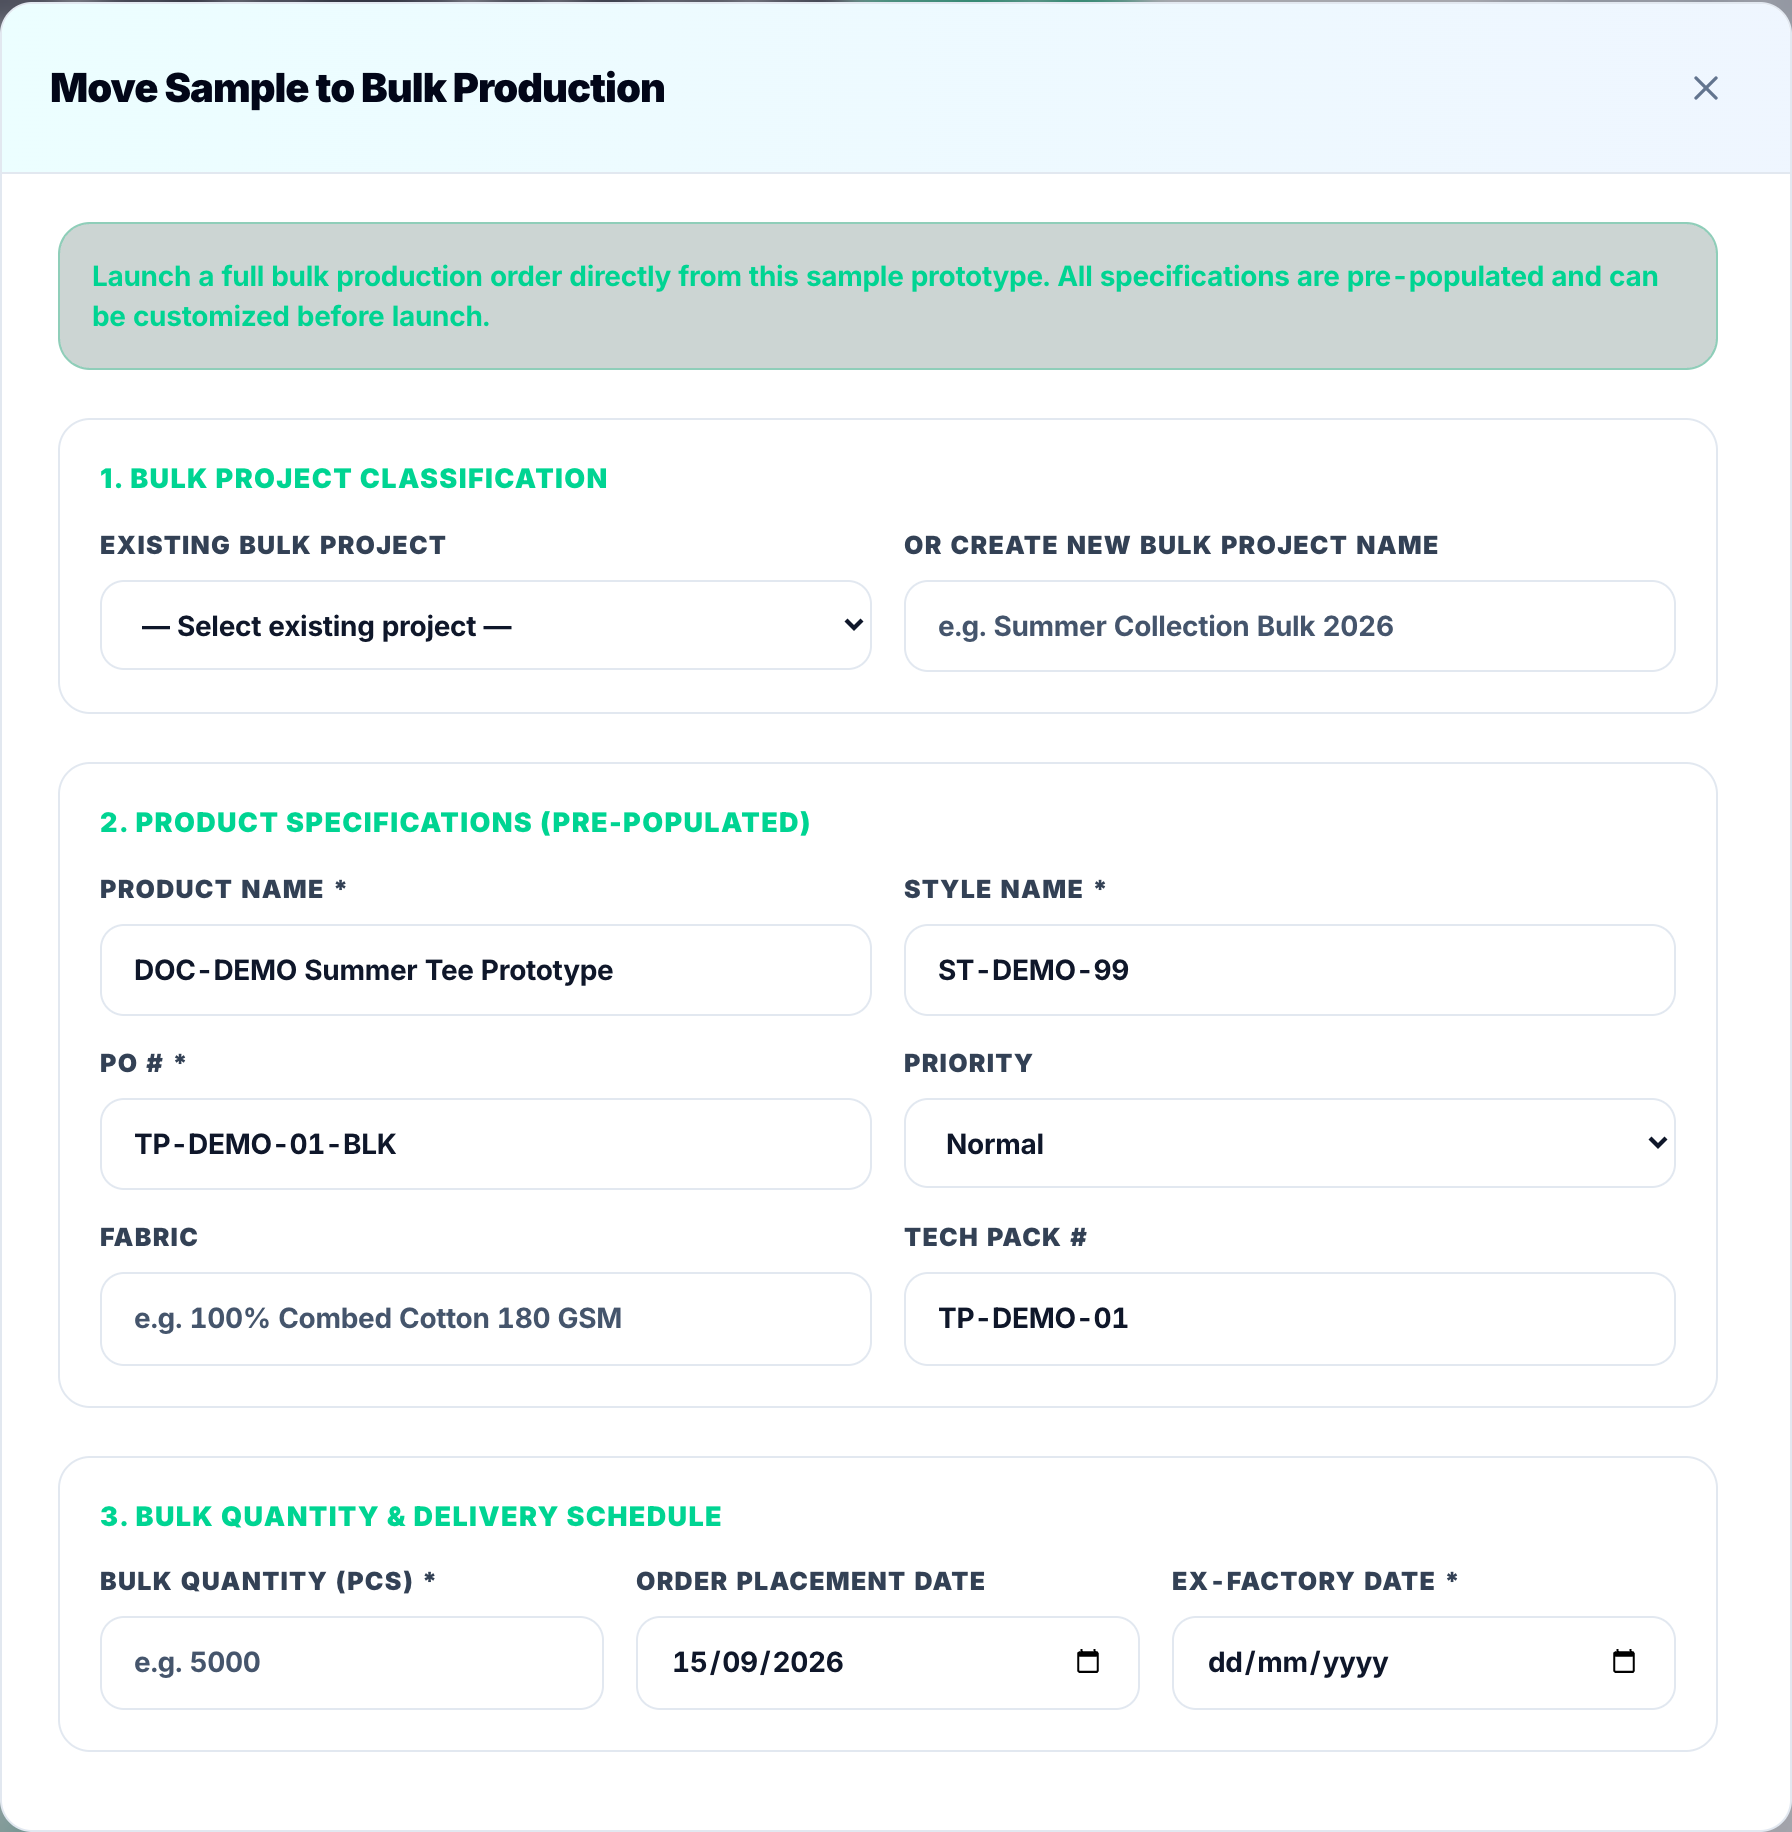 Move Sample to Bulk Production
Launch a full bulk production order directly from this sample prototype. All specifications are pre-populated and can
be customized before launch.
1. BULK PROJECT CLASSIFICATION
EXISTING BULK PROJECT
OR CREATE NEW BULK PROJECT NAME
— Select existing project —
e.g. Summer Collection Bulk 2026
2. PRODUCT SPECIFICATIONS (PRE-POPULATED)
PRODUCT NAME *
STYLE NAME *
DOC-DEMO Summer Tee Prototype
ST-DEMO-99
PO # *
PRIORITY
TP-DEMO-01-BLK
Normal
FABRIC
TECH PACK #
e.g. 100% Combed Cotton 180 GSM
TP-DEMO-01
3. BULK QUANTITY & DELIVERY SCHEDULE
BULK QUANTITY (PCS) *
ORDER PLACEMENT DATE
EX-FACTORY DATE *
e.g. 5000
15/09/2026
dd/mm/yyyy